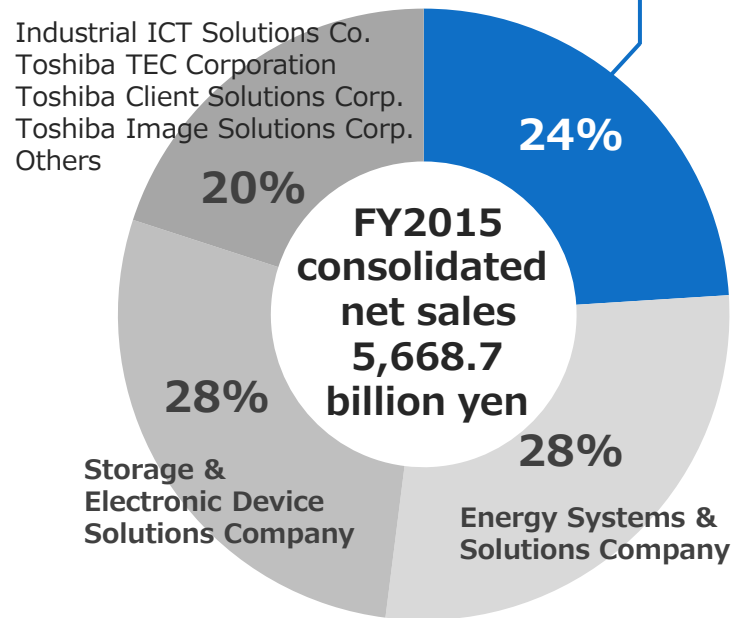 Industrial ICT Solutions Co.
Toshiba TEC Corporation
Toshiba Client Solutions Corp.
Toshiba Image Solutions Corp.
Others
20%
24%
FY2015
consolidated
net sales
5,668.7
billion yen
28%
Storage &
Electronic Device
Solutions Company
28%
Energy Systems &
Solutions Company